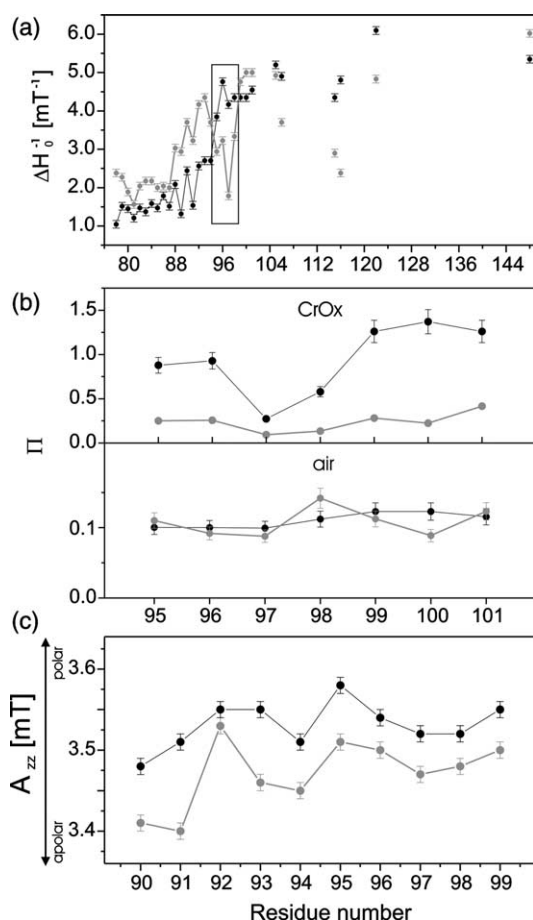 (a)
ΔH₀⁻¹ [mT⁻¹]
6.0
5.0
4.0
3.0
2.0
1.0
80 88 96 104 112 120 128 136 144
(b)
CrOx
1.5
1.0
0.5
0.0
Π
air
0.1
0.0
95 96 97 98 99 100 101
(c)
A zz [mT]
polar
apolar
3.6
3.5
3.4
90 91 92 93 94 95 96 97 98 99
Residue number